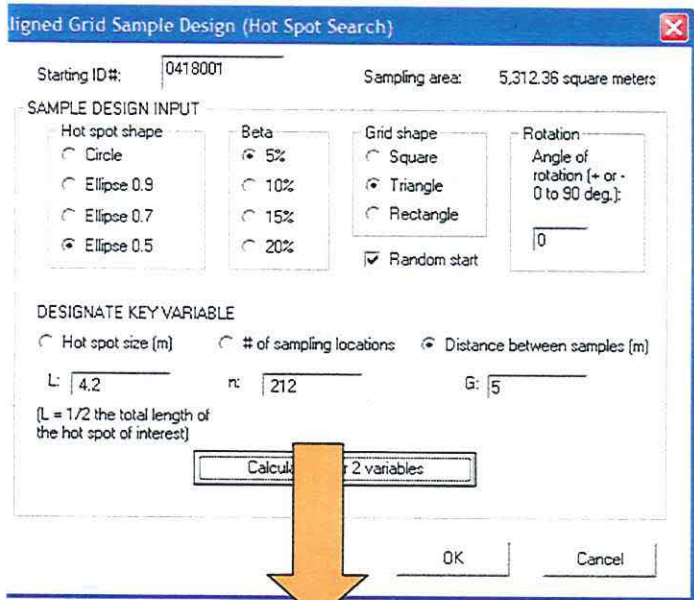 ligned Grid Sample Design (Hot Spot Search)
Starting ID#: 0418001 Sampling area: 5,312.36 square meters
SAMPLE DESIGN INPUT
Hot spot shape
Circle
Ellipse 0.9
Ellipse 0.7
Ellipse 0.5
Beta
5%
10%
15%
20%
Grid shape
Square
Triangle
Rectangle
Random start
Rotation
Angle of
rotation (+ or -
0 to 90 deg.):
0
DESIGNATE KEY VARIABLE
Hot spot size (m) # of sampling locations Distance between samples (m)
L: 4.2 n: 212 G: 5
(L = 1/2 the total length of
the hot spot of interest)
Calcula r 2 variables
OK Cancel